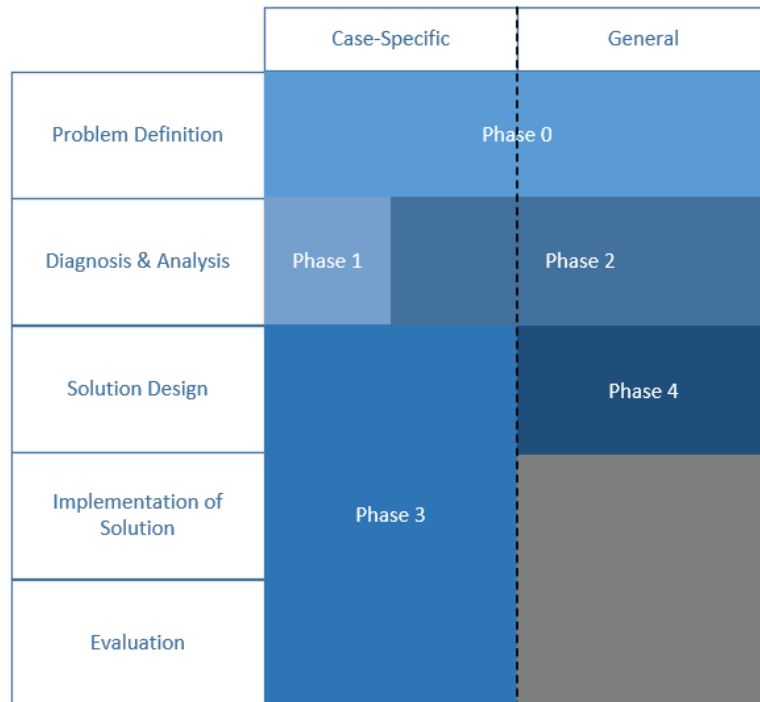 Case-Specific
General
Problem Definition
Phase 0
Diagnosis & Analysis
Phase 1
Phase 2
Solution Design
Phase 4
Implementation of
Solution
Phase 3
Evaluation